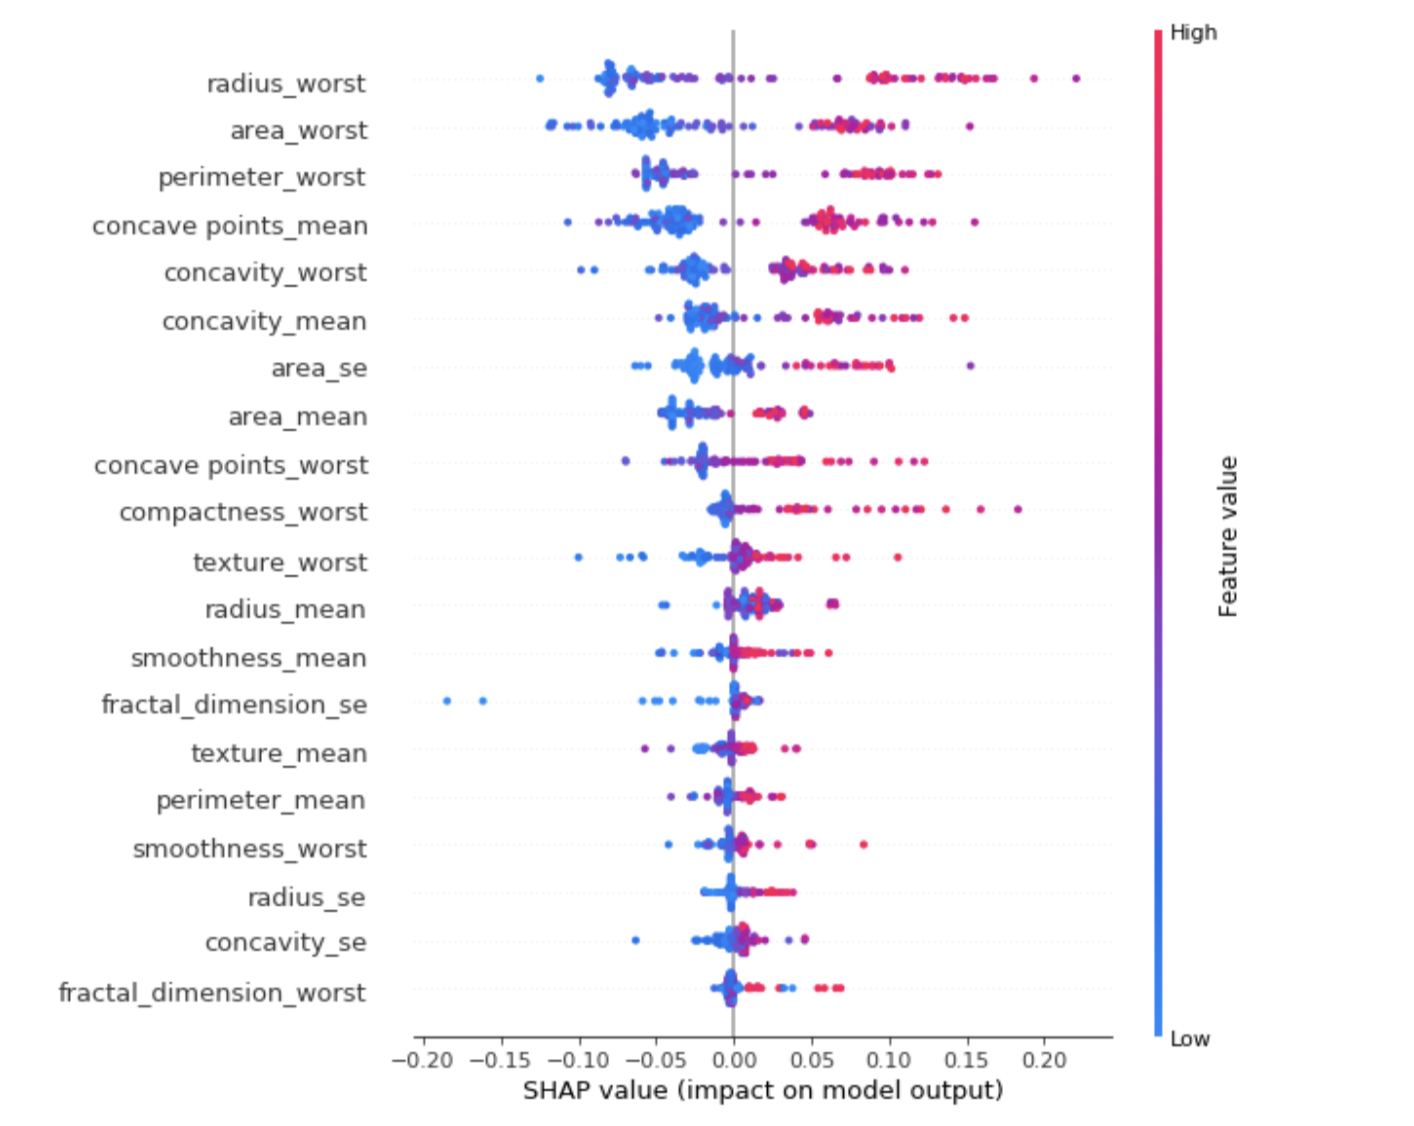 High
radius_worst
area_worst
perimeter_worst
concave points_mean
concavity_worst
concavity_mean
area_se
area_mean
concave points_worst
compactness_worst
texture_worst
radius_mean
smoothness_mean
fractal_dimension_se
texture_mean
perimeter_mean
smoothness_worst
radius_se
concavity_se
fractal_dimension_worst
Feature value
Low
−0.20 −0.15 −0.10 −0.05 0.00 0.05 0.10 0.15 0.20
SHAP value (impact on model output)